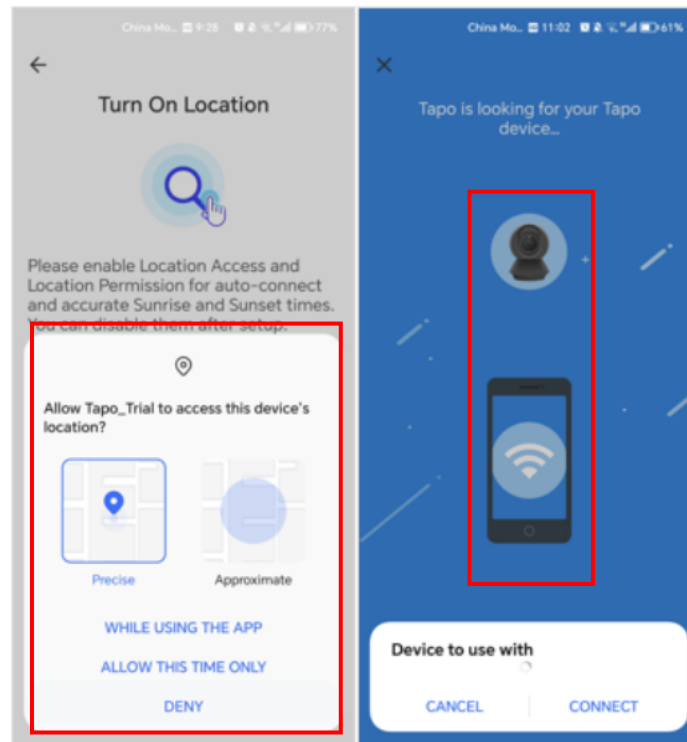 China Mo... 9:28 77%
Turn On Location
Please enable Location Access and
Location Permission for auto-connect
and accurate Sunrise and Sunset times.
You can disable them after setup.
Allow Tapo_Trial to access this device's
location?
Precise
Approximate
WHILE USING THE APP
ALLOW THIS TIME ONLY
DENY
China Mo... 11:02 61%
Tapo is looking for your Tapo
device...
Device to use with
CANCEL
CONNECT